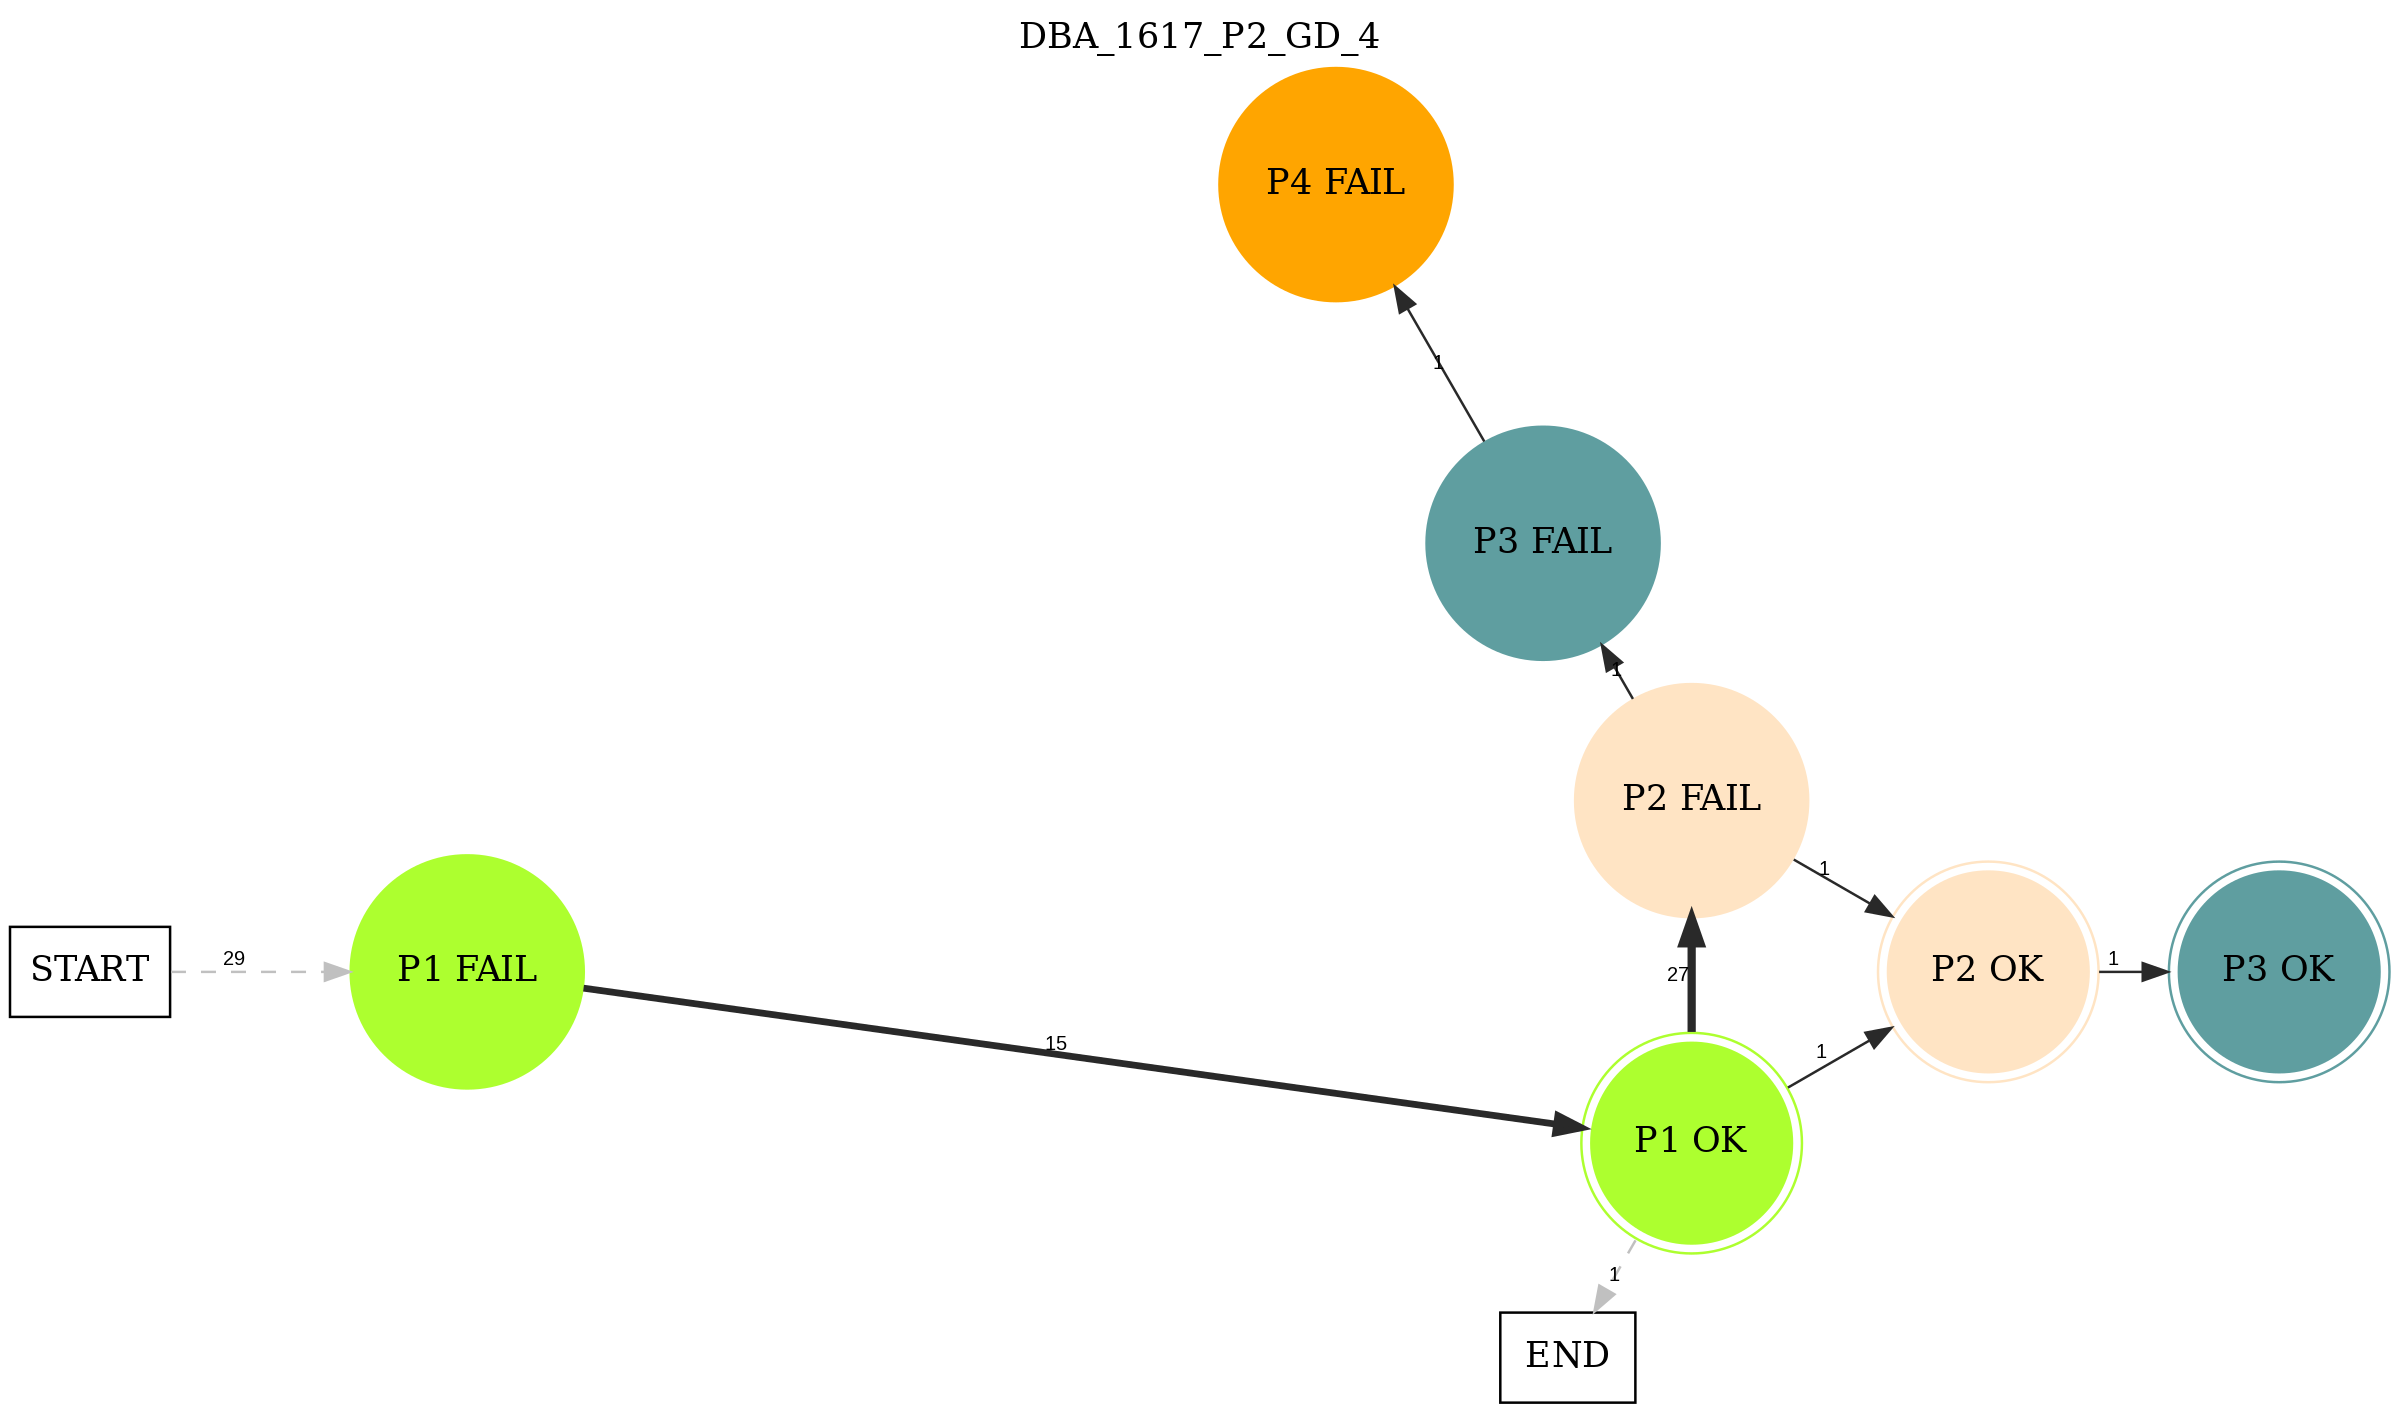 DBA_1617_P2_GD_4
P4 FAIL
1
P3 FAIL
1
P2 FAIL
1
START
29
P1 FAIL
27
P2 OK
1
P3 OK
15
1
P1 OK
1
END